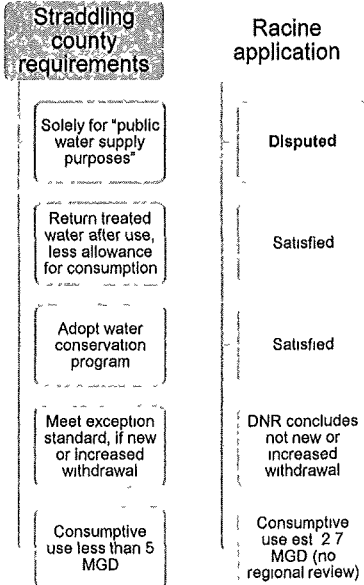 Straddling
county
requirements
Racine
application
Solely for "public
water supply
purposes"
Disputed
Return treated
water after use,
less allowance
for consumption
Satisfied
Adopt water
conservation
program
Satisfied
Meet exception
standard, if new
or increased
withdrawal
DNR concludes
not new or
increased
withdrawal
Consumptive
use less than 5
MGD
Consumptive
use est 2 7
MGD (no
regional review)